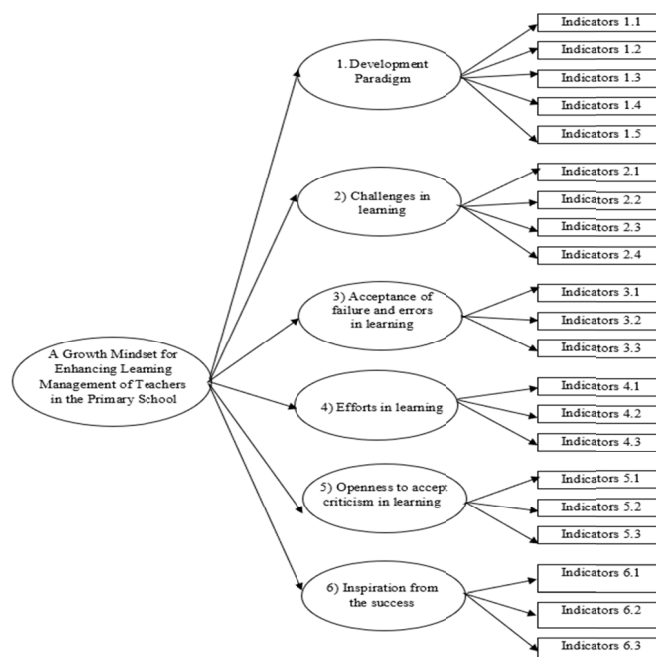 A Growth Mindset for
Enhancing Learning
Management of Teachers
in the Primary School
1. Development
Paradigm
Indicators 1.1
Indicators 1.2
Indicators 1.3
Indicators 1.4
Indicators 1.5
2) Challenges in
learning
Indicators 2.1
Indicators 2.2
Indicators 2.3
Indicators 2.4
3) Acceptance of
failure and errors
in learning
Indicators 3.1
Indicators 3.2
Indicators 3.3
4) Efforts in learning
Indicators 4.1
Indicators 4.2
Indicators 4.3
5) Openness to accept
criticism in learning
Indicators 5.1
Indicators 5.2
Indicators 5.3
6) Inspiration from
the success
Indicators 6.1
Indicators 6.2
Indicators 6.3